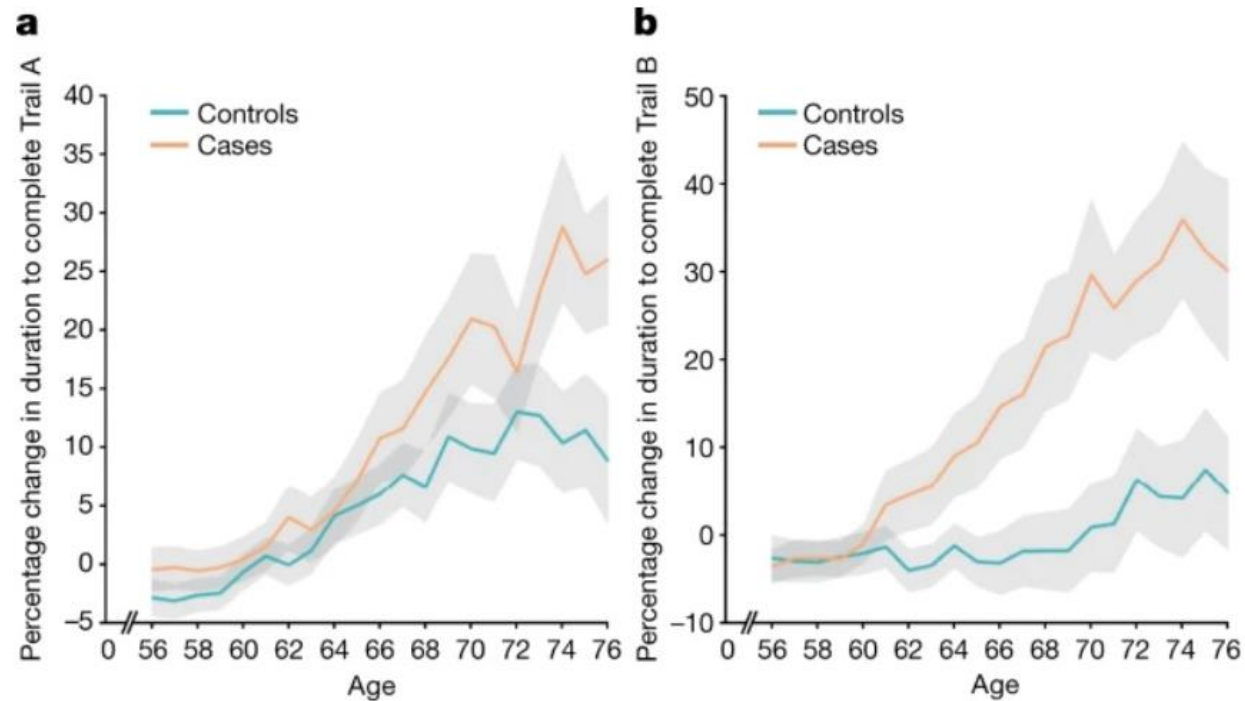 a
Percentage change in duration to complete Trail A
40
35
30
25
20
15
10
5
0
–5
Controls
Cases
0 56 58 60 62 64 66 68 70 72 74 76
Age
b
Percentage change in duration to complete Trail B
50
40
30
20
10
0
–10
Controls
Cases
0 56 58 60 62 64 66 68 70 72 74 76
Age